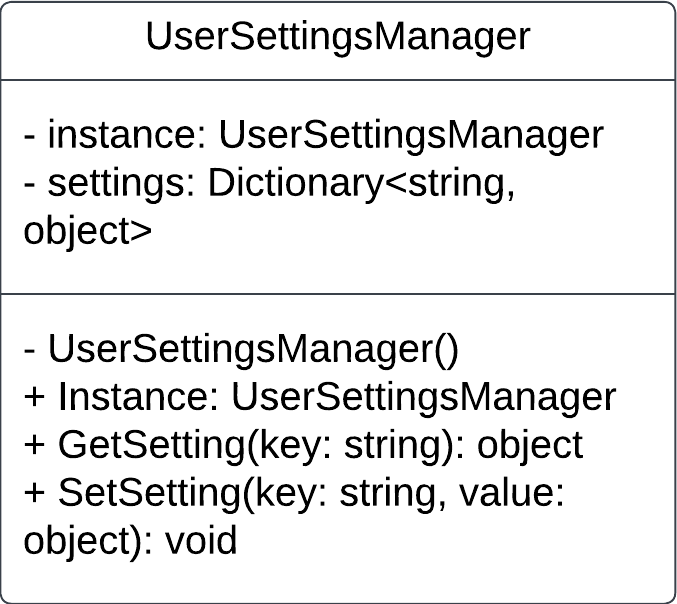 UserSettingsManager
- instance: UserSettingsManager
- settings: Dictionary<string,
object>
- UserSettingsManager()
+ Instance: UserSettingsManager
+ GetSetting(key: string): object
+ SetSetting(key: string, value:
object): void